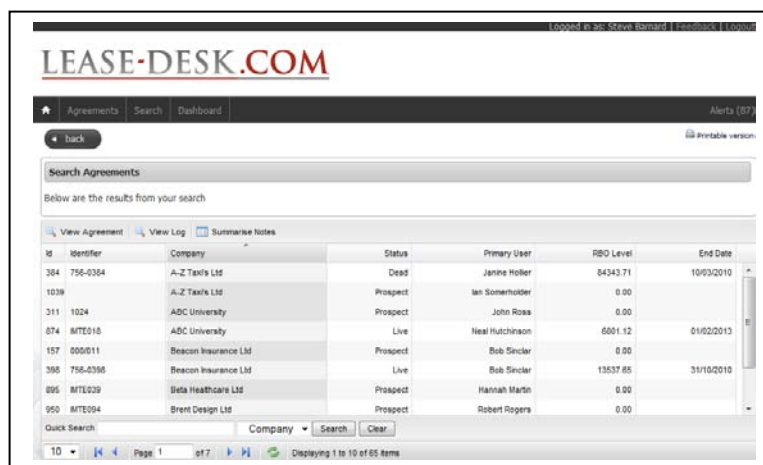 Logged in as: Steve Barnard | Feedback | Logout
LEASE-DESK.COM
Agreements Search Dashboard Alerts (87)
back Printable version
Search Agreements
Below are the results from your search
View Agreement View Log Summarise Notes
Id Identifier Company Status Primary User RBO Level End Date
384 756-0384 A-Z Taxi's Ltd Dead Janine Holler 84343.71 10/03/2010
1039 A-Z Taxi's Ltd Prospect Ian Somerholder 0.00
311 1024 ABC University Prospect John Ross 0.00
874 IMTE018 ABC University Live Neal Hutchinson 6801.12 01/02/2013
157 000/011 Beacon Insurance Ltd Prospect Bob Sinclar 0.00
398 756-0398 Beacon Insurance Ltd Live Bob Sinclar 13537.65 31/10/2010
895 IMTE039 Beta Healthcare Ltd Prospect Hannah Martin 0.00
950 IMTE094 Brent Design Ltd Prospect Robert Rogers 0.00
Quick Search Company Search Clear
10 Page 1 of 7 Displaying 1 to 10 of 65 items